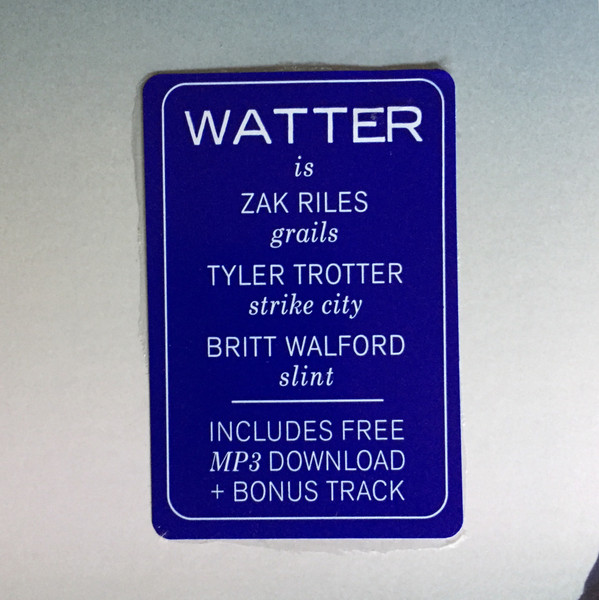 WATTER
is
ZAK RILES
grails
TYLER TROTTER
strike city
BRITT WALFORD
slint
INCLUDES FREE
MP3 DOWNLOAD
+ BONUS TRACK